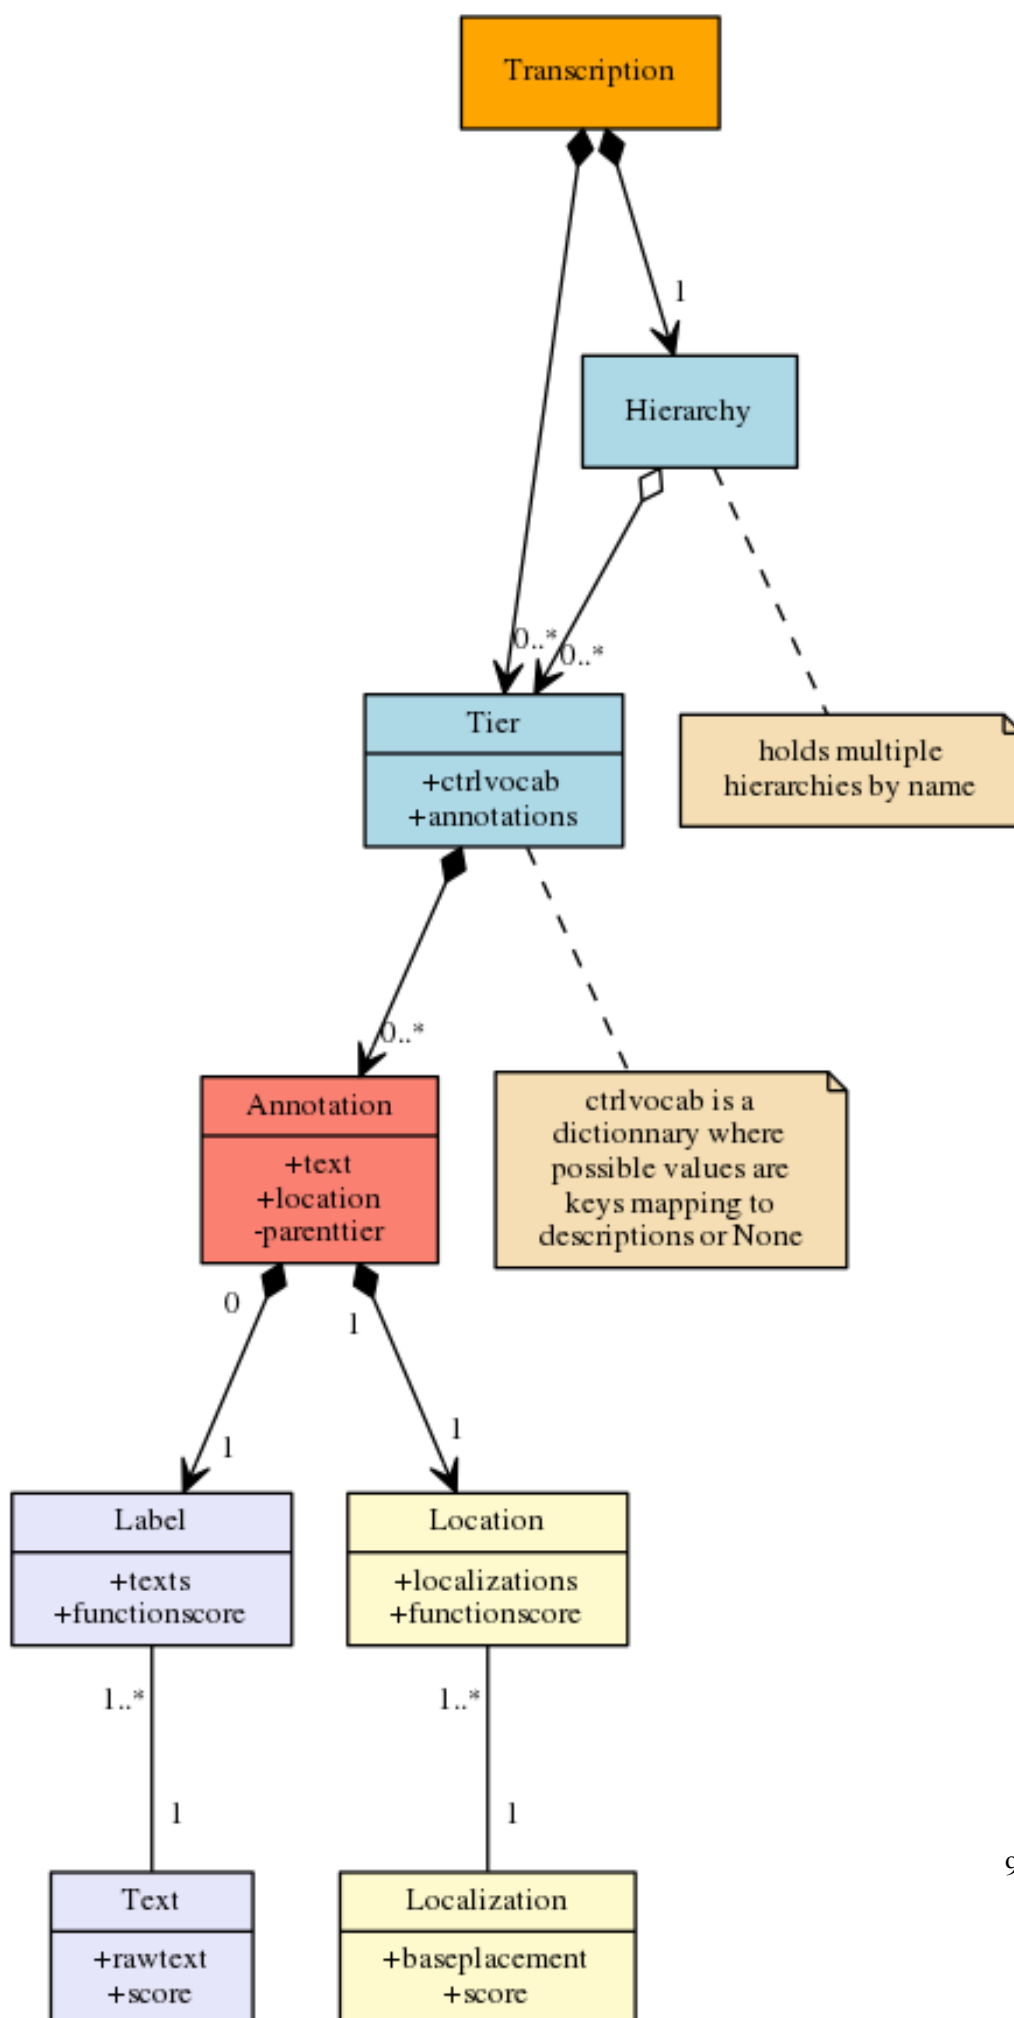 Transcription
1
Hierarchy
0..*
0..*
Tier
+ctrlvocab
+annotations
holds multiple
hierarchies by name
0..*
Annotation
+text
+location
-parenttier
ctrlvocab is a
dictionnary where
possible values are
keys mapping to
descriptions or None
0
1
1
1
Label
+texts
+functionscore
Location
+localizations
+functionscore
1..*
1..*
1
1
Text
+rawtext
+score
Localization
+baseplacement
+score
9